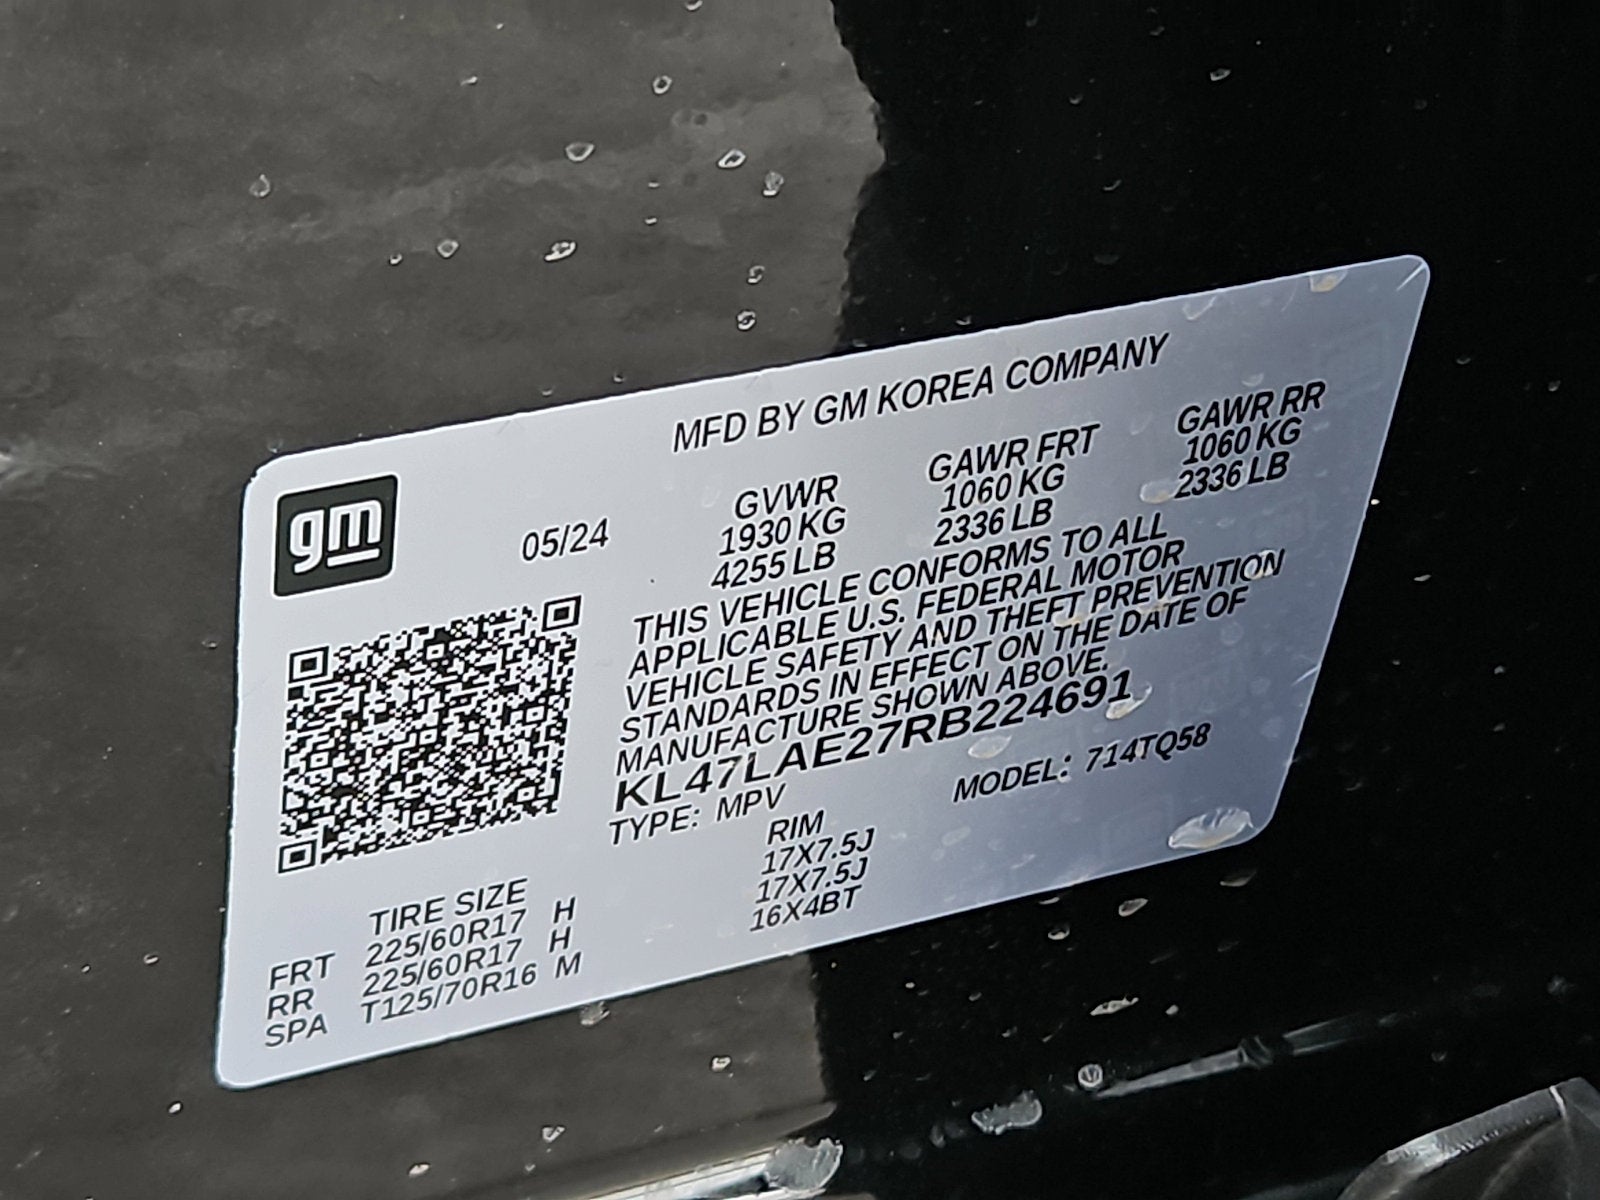 MFD BY GM KOREA COMPANY
gm
05/24
GVWR GAWR FRT GAWR RR
1930 KG 1060 KG 1060 KG
4255 LB 2336 LB 2336 LB
THIS VEHICLE CONFORMS TO ALL
APPLICABLE U.S. FEDERAL MOTOR
VEHICLE SAFETY AND THEFT PREVENTION
STANDARDS IN EFFECT ON THE DATE OF
MANUFACTURE SHOWN ABOVE.
KL47LAE27RB224691
TYPE: MPV MODEL: 714TQ58
TIRE SIZE RIM
FRT 225/60R17 H 17X7.5J
RR 225/60R17 H 17X7.5J
SPA T125/70R16 M 16X4BT